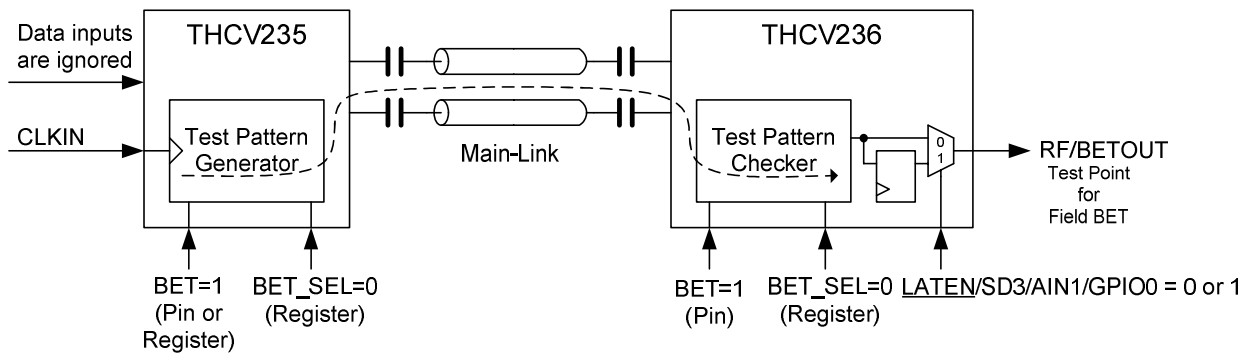 Data inputs
are ignored
THCV235
THCV236
CLKIN
Test Pattern
Generator
Main-Link
Test Pattern
Checker
0
1
RF/BETOUT
Test Point
for
Field BET
BET=1
(Pin or
Register)
BET_SEL=0
(Register)
BET=1
(Pin)
BET_SEL=0
(Register)
LATEN/SD3/AIN1/GPIO0 = 0 or 1